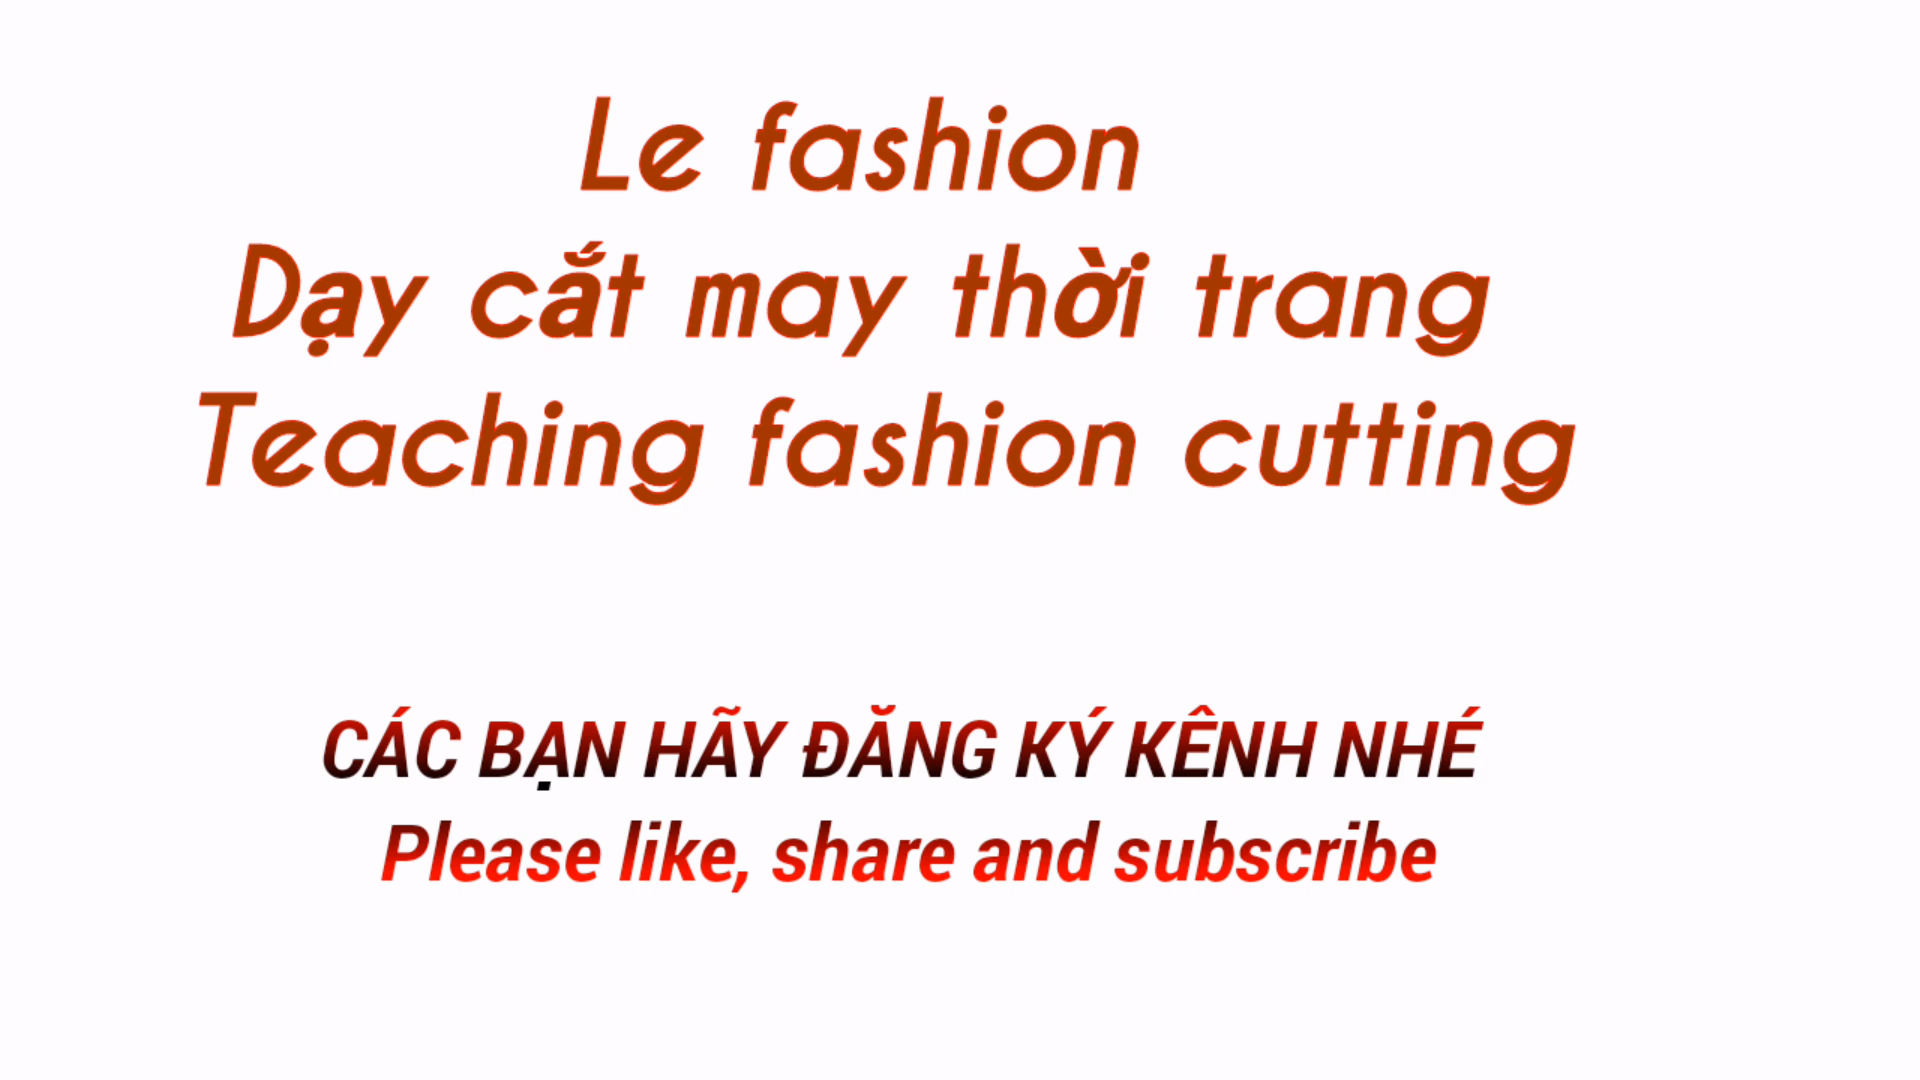 Le fashion
Dạy cắt may thời trang
Teaching fashion cutting
CÁC BẠN HÃY ĐĂNG KÝ KÊNH NHÉ
Please like, share and subscribe